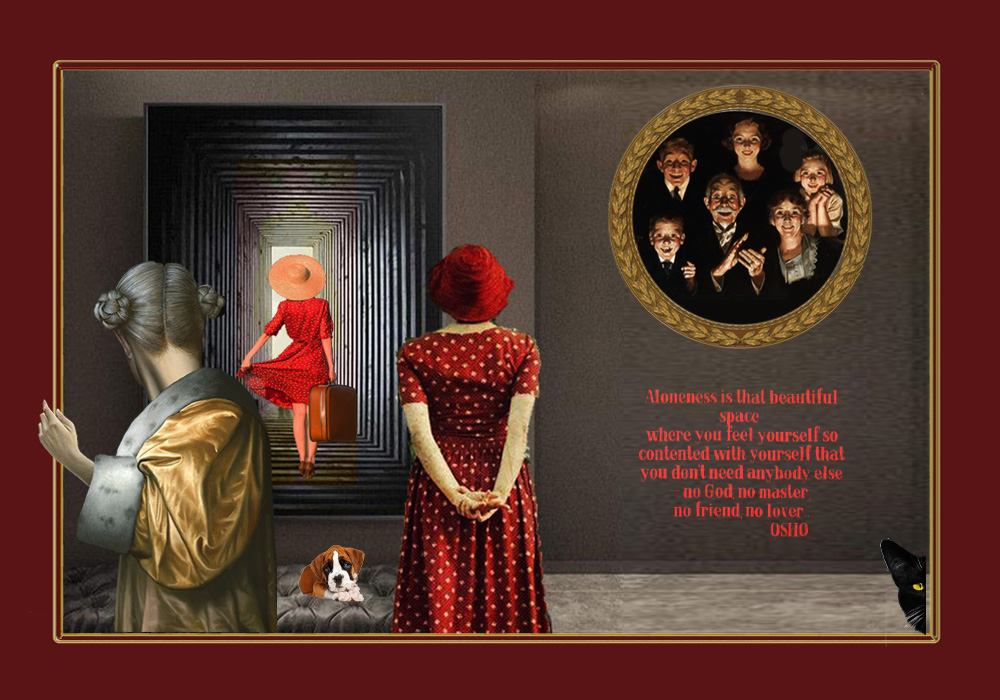 Aloneness is that beautiful
space
where you feel yourself so
contented with yourself that
you don't need anybody else
no God, no master
no friend, no lover...
OSHO